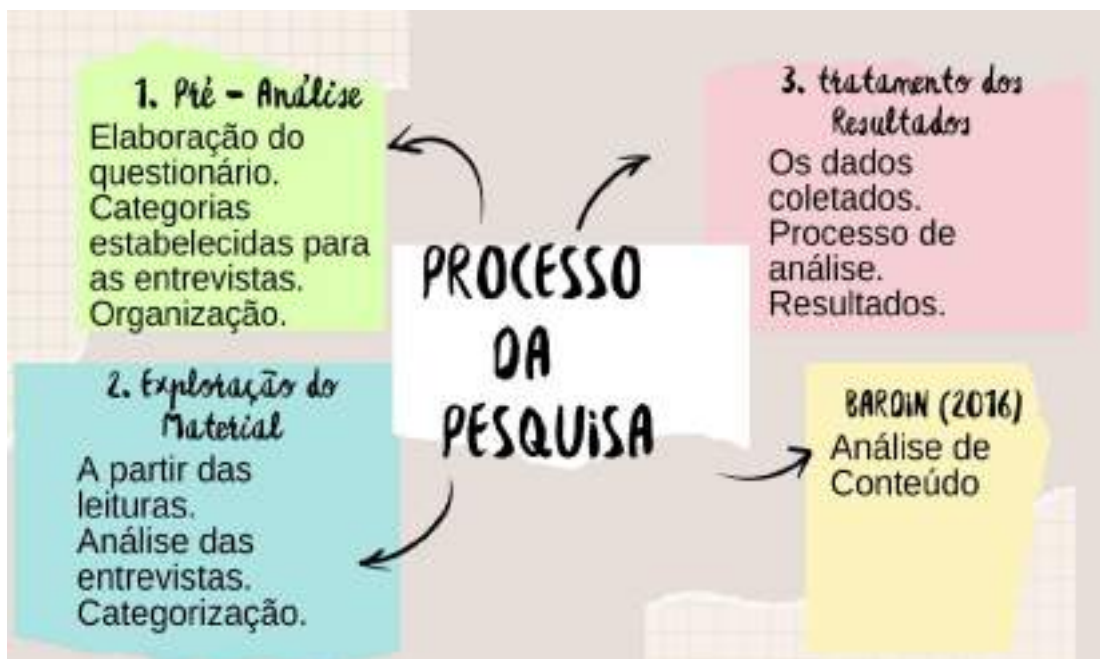 1. Pré - Análise
Elaboração do
questionário.
Categorias
estabelecidas para
as entrevistas.
Organização.
PROCESSO
DA
PESQUISA
2. Exploração do
Material
A partir das
leituras.
Análise das
entrevistas.
Categorização.
3. tratamento dos
Resultados
Os dados
coletados.
Processo de
análise.
Resultados.
BARDiN (2016)
Análise de
Conteúdo